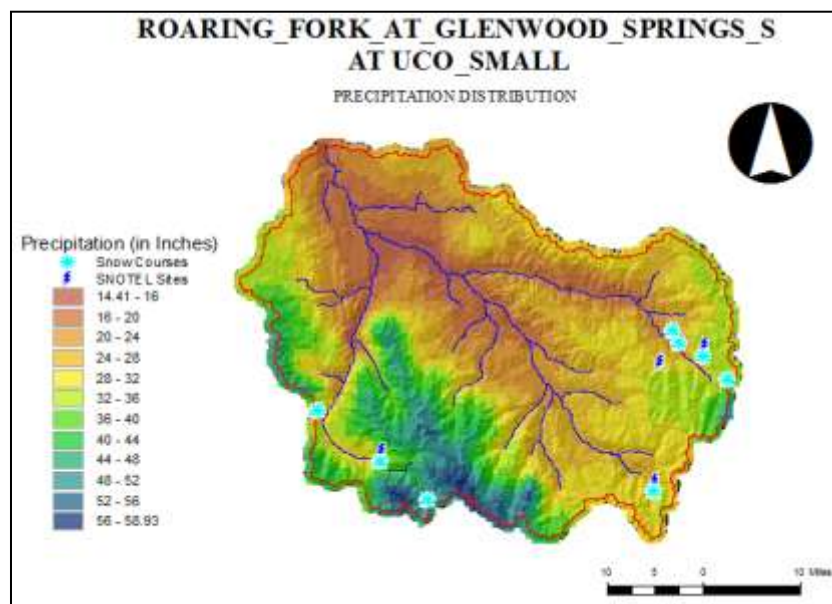 ROARING_FORK_AT_GLENWOOD_SPRINGS_S
AT UCO_SMALL
PRECIPITATION DISTRIBUTION
Precipitation (in Inches)
Snow Courses
SNOTEL Sites
14.41 - 16
16 - 20
20 - 24
24 - 28
28 - 32
32 - 36
36 - 40
40 - 44
44 - 48
48 - 52
52 - 56
56 - 58.93
10 5 0 10 Miles